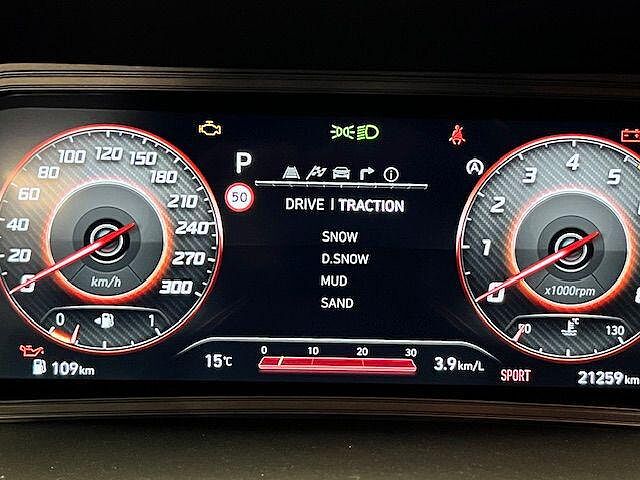 0 20 40 60 80 100 120 150 180 210 240 270 300
km/h
0 1
109km
P
50
DRIVE | TRACTION
SNOW
D.SNOW
MUD
SAND
15°C
0 10 20 30
3.9km/L
A
0 1 2 3 4 5
x1000rpm
°C
130
SPORT
21259km